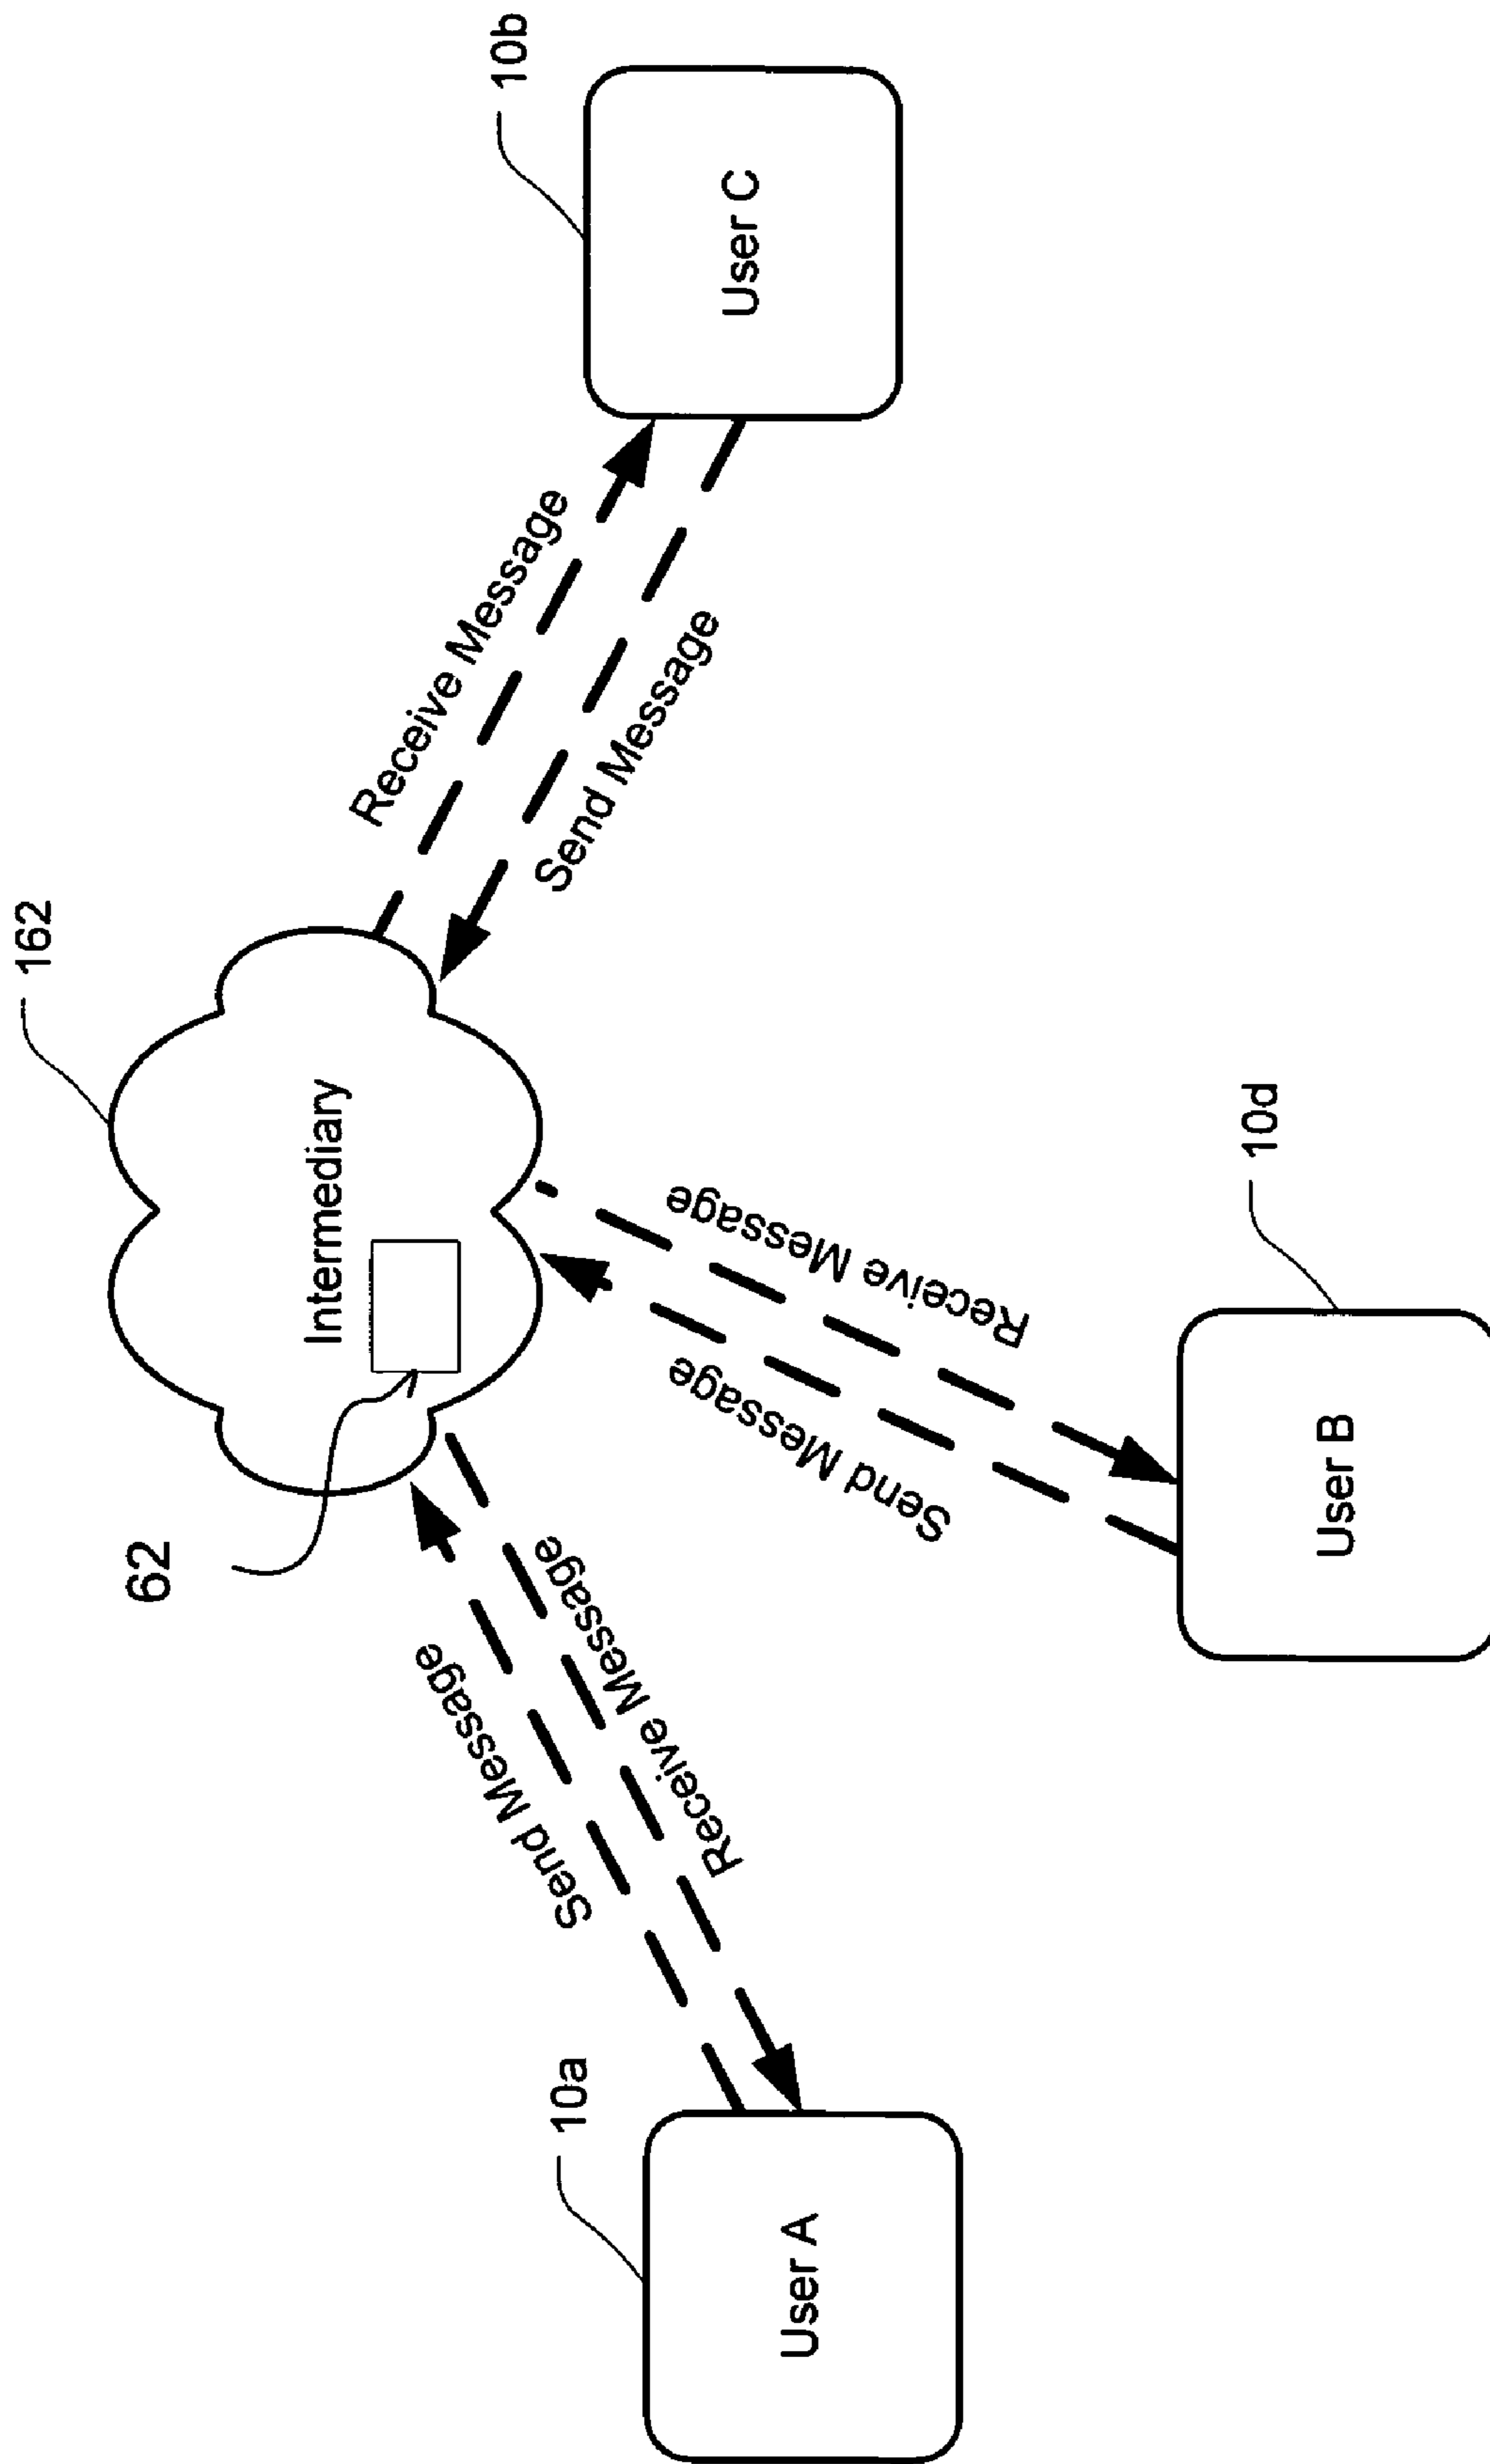 162
Intermediary
62
10a
User A
Send Message
Receive Message
Send Message
Receive Message
10d
User B
Receive Message
Send Message
10b
User C